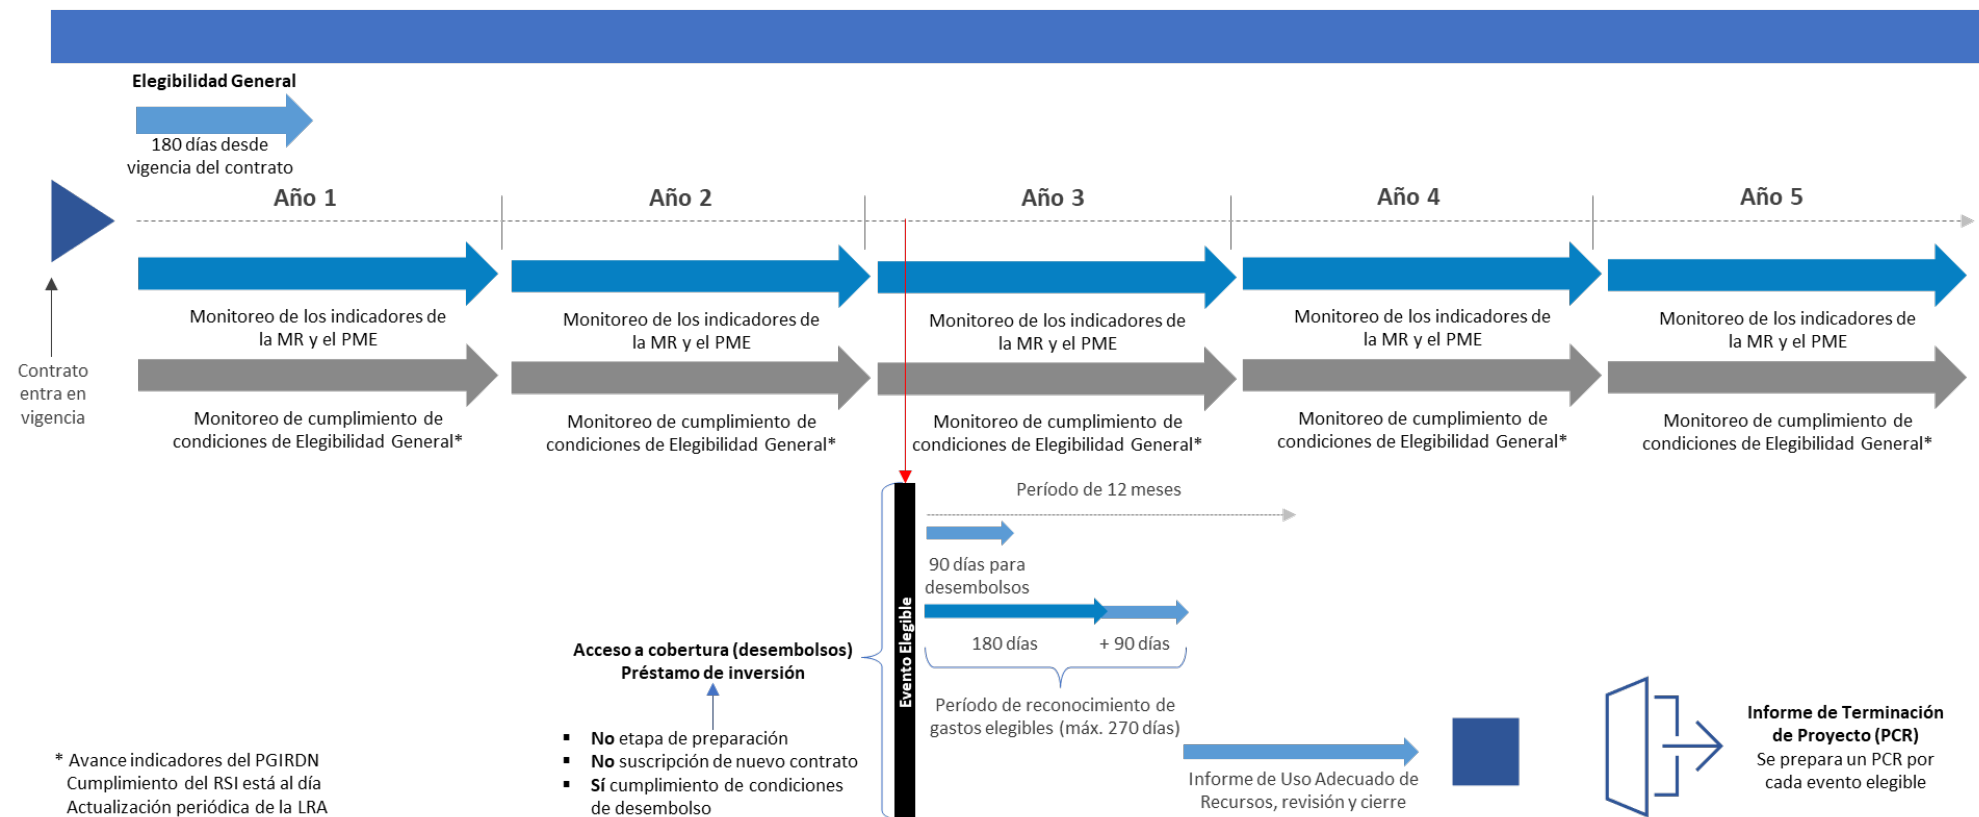 Elegibilidad General
180 días desde
vigencia del contrato
Año 1
Año 2
Año 3
Año 4
Año 5
Contrato
entra en
vigencia
Monitoreo de los indicadores de
la MR y el PME
Monitoreo de los indicadores de
la MR y el PME
Monitoreo de los indicadores de
la MR y el PME
Monitoreo de los indicadores de
la MR y el PME
Monitoreo de los indicadores de
la MR y el PME
Monitoreo de cumplimiento de
condiciones de Elegibilidad General*
Monitoreo de cumplimiento de
condiciones de Elegibilidad General*
Monitoreo de cumplimiento de
condiciones de Elegibilidad General*
Monitoreo de cumplimiento de
condiciones de Elegibilidad General*
Monitoreo de cumplimiento de
condiciones de Elegibilidad General*
Evento Elegible
Período de 12 meses
90 días para
desembolsos
180 días
+ 90 días
Período de reconocimiento de
gastos elegibles (máx. 270 días)
Informe de Uso Adecuado de
Recursos, revisión y cierre
Acceso a cobertura (desembolsos)
Préstamo de inversión
▪ No etapa de preparación
▪ No suscripción de nuevo contrato
▪ Sí cumplimiento de condiciones
de desembolso
Informe de Terminación
de Proyecto (PCR)
Se prepara un PCR por
cada evento elegible
* Avance indicadores del PGIRDN
Cumplimiento del RSI está al día
Actualización periódica de la LRA